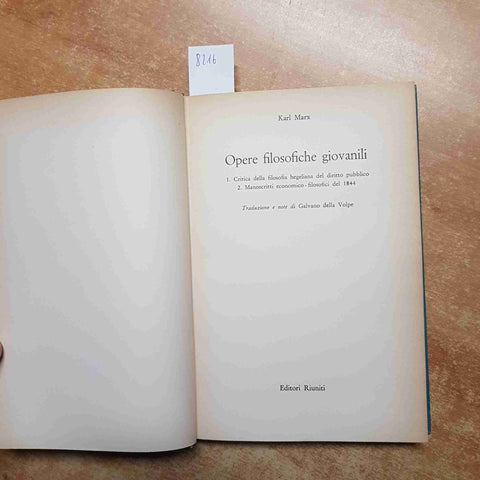 8216
Karl Marx
Opere filosofiche giovanili
1. Critica della filosofia hegeliana del diritto pubblico
2. Manoscritti economico-filosofici del 1844
Traduzione e note di Galvano della Volpe
Editori Riuniti